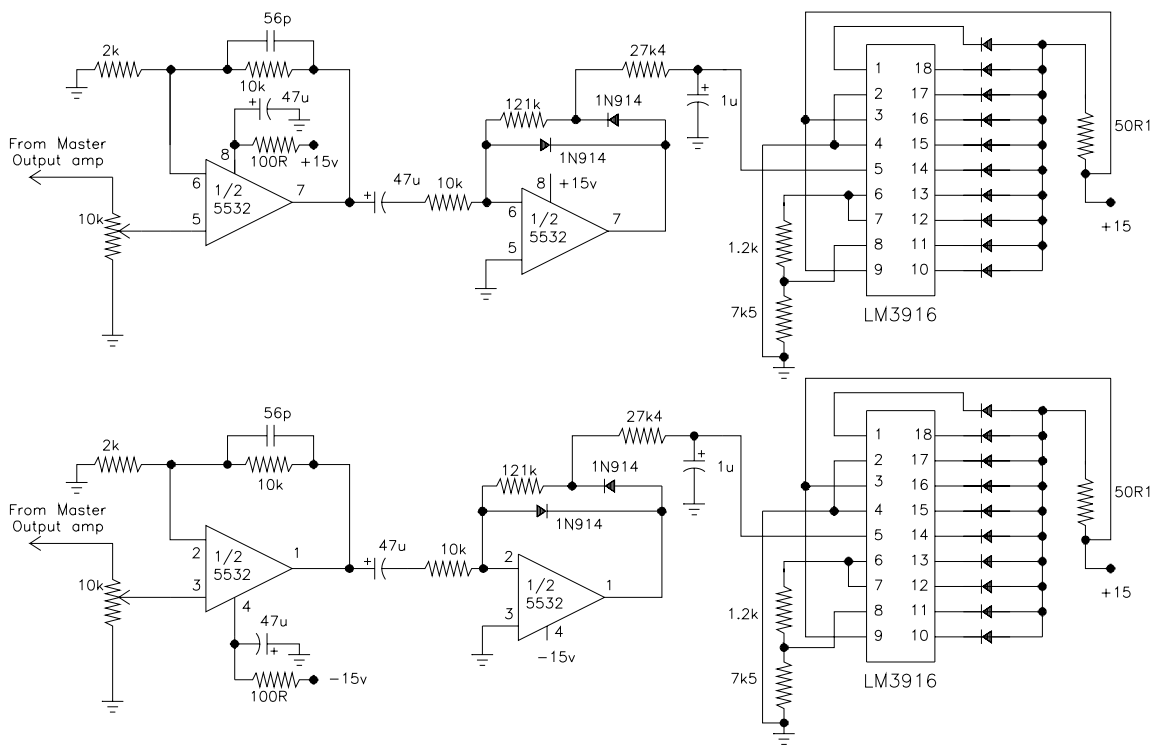 56p
2k
10k
47u
27k4
1u
121k
1N914
1N914
8
100R
+15v
From Master
Output amp
6
1/2
5532
7
5
10k
47u
10k
8
+15v
6
1/2
5532
7
5
1 18
2 17
3 16
4 15
5 14
6 13
7 12
8 11
9 10
LM3916
50R1
+15
1.2k
7k5
56p
2k
10k
27k4
1u
121k
1N914
1N914
From Master
Output amp
2
1/2
5532
1
3
4
10k
47u
10k
47u
100R
-15v
2
1/2
5532
1
3
4
-15v
1 18
2 17
3 16
4 15
5 14
6 13
7 12
8 11
9 10
LM3916
50R1
+15
1.2k
7k5